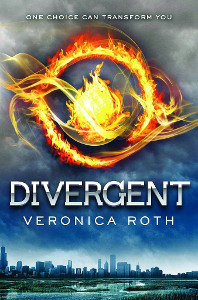 ONE CHOICE CAN TRANSFORM YOU
DIVERGENT
VERONICA ROTH